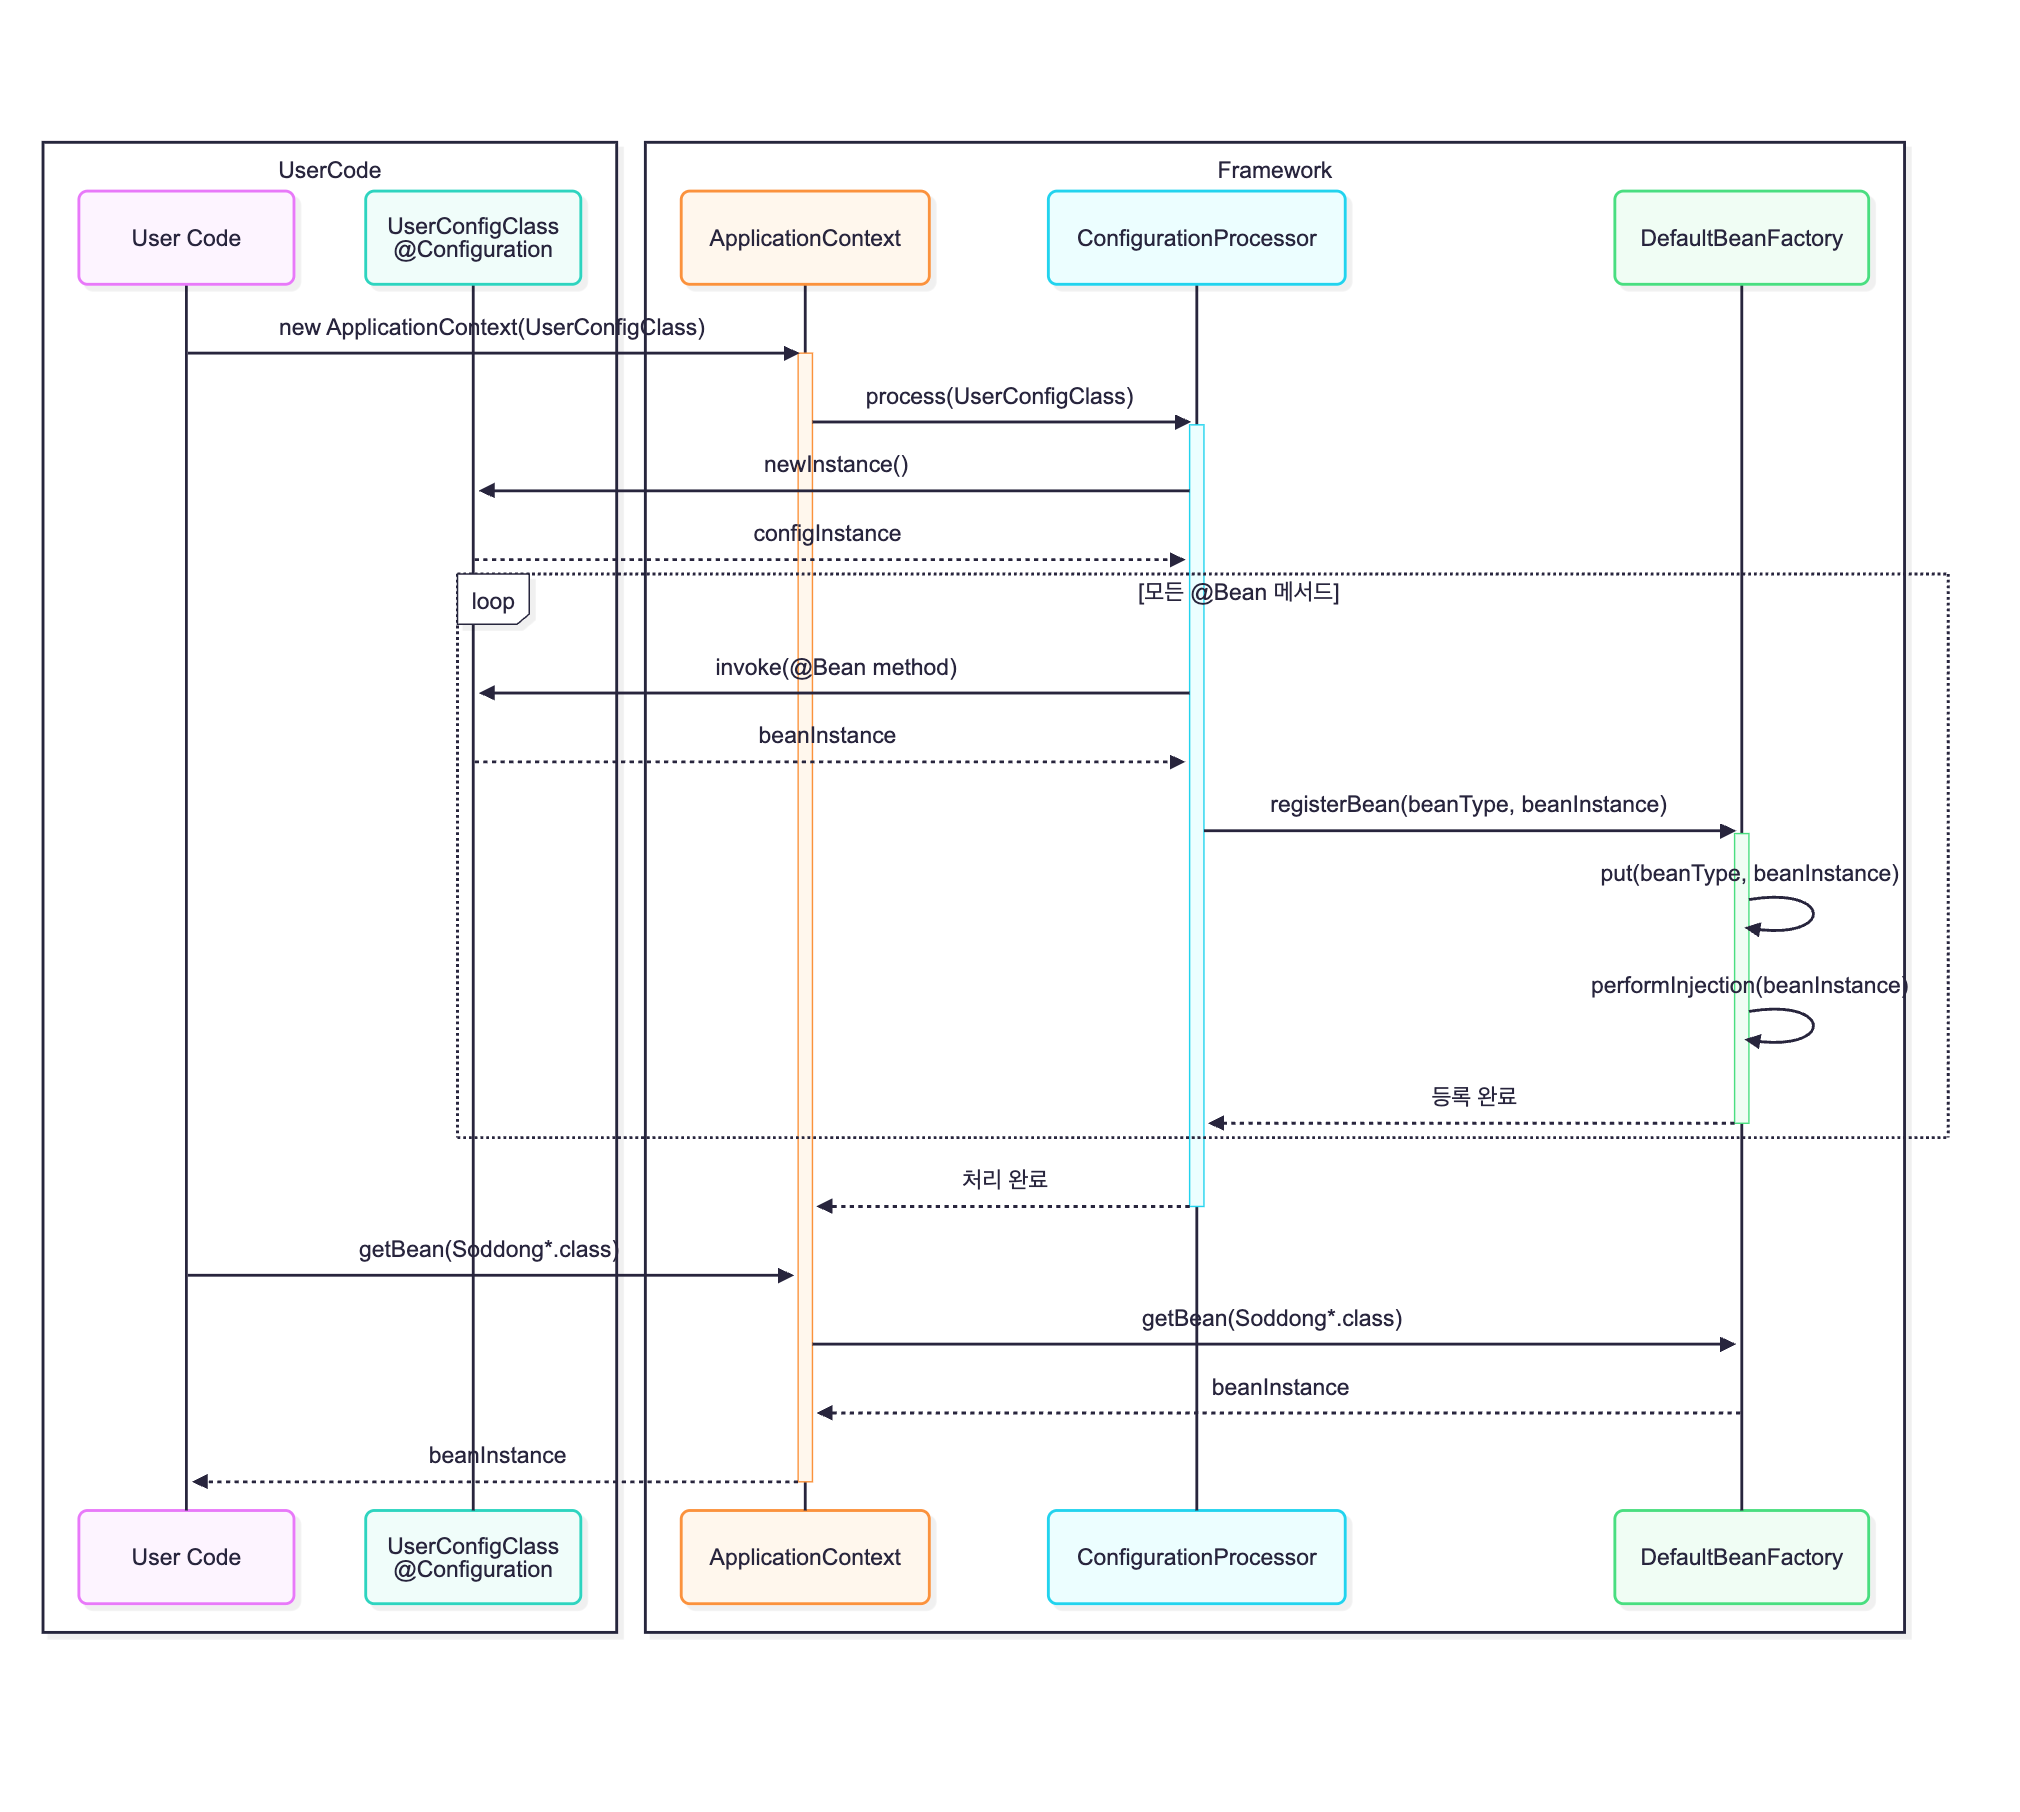 UserCode
Framework
User Code
UserConfigClass
@Configuration
ApplicationContext
ConfigurationProcessor
DefaultBeanFactory
new ApplicationContext(UserConfigClass)
process(UserConfigClass)
newInstance()
configInstance
loop
[모든 @Bean 메서드]
invoke(@Bean method)
beanInstance
registerBean(beanType, beanInstance)
put(beanType, beanInstance)
performInjection(beanInstance)
등록 완료
처리 완료
getBean(Soddong*.class)
getBean(Soddong*.class)
beanInstance
beanInstance
User Code
UserConfigClass
@Configuration
ApplicationContext
ConfigurationProcessor
DefaultBeanFactory